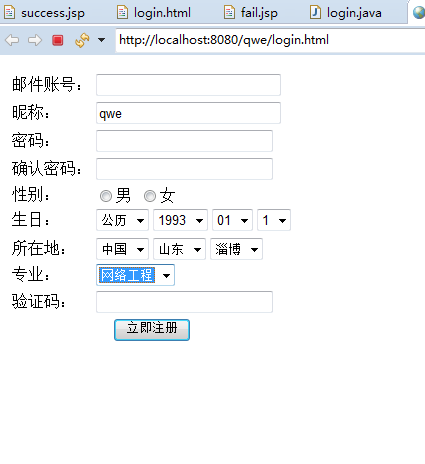 success.jsp login.html fail.jsp login.java
http://localhost:8080/qwe/login.html
邮件账号：
昵称： qwe
密码：
确认密码：
性别： 男 女
生日： 公历 1993 01 1
所在地： 中国 山东 淄博
专业： 网络工程
验证码：
立即注册